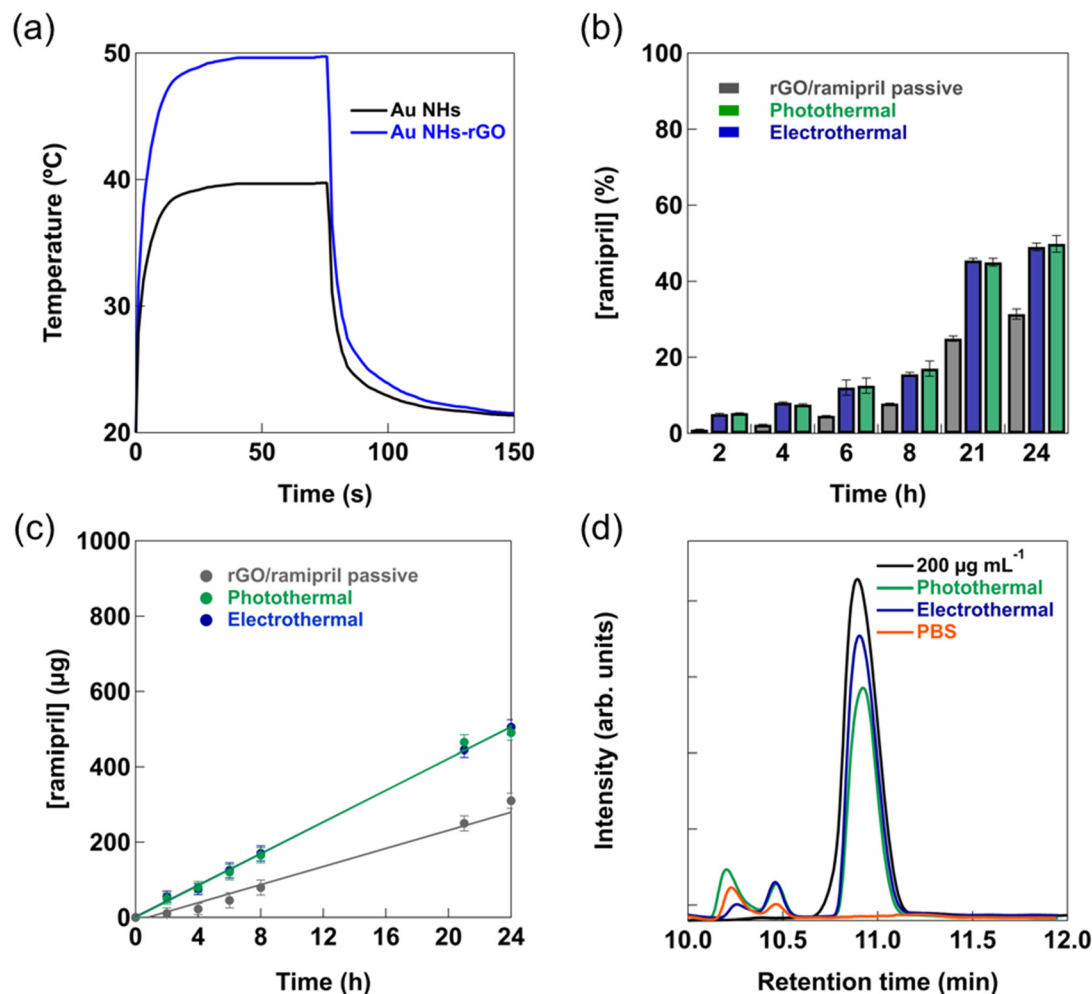 (a)
50
40
30
20
0
50
100
150
Temperature (ºC)
Time (s)
Au NHs
Au NHs-rGO
(b)
100
80
60
40
20
0
2
4
6
8
21
24
[ramipril] (%)
Time (h)
rGO/ramipril passive
Photothermal
Electrothermal
(c)
1000
800
600
400
200
0
0
4
8
12
16
20
24
[ramipril] (µg)
Time (h)
rGO/ramipril passive
Photothermal
Electrothermal
(d)
200 µg mL⁻¹
Photothermal
Electrothermal
PBS
Intensity (arb. units)
10.0
10.5
11.0
11.5
12.0
Retention time (min)